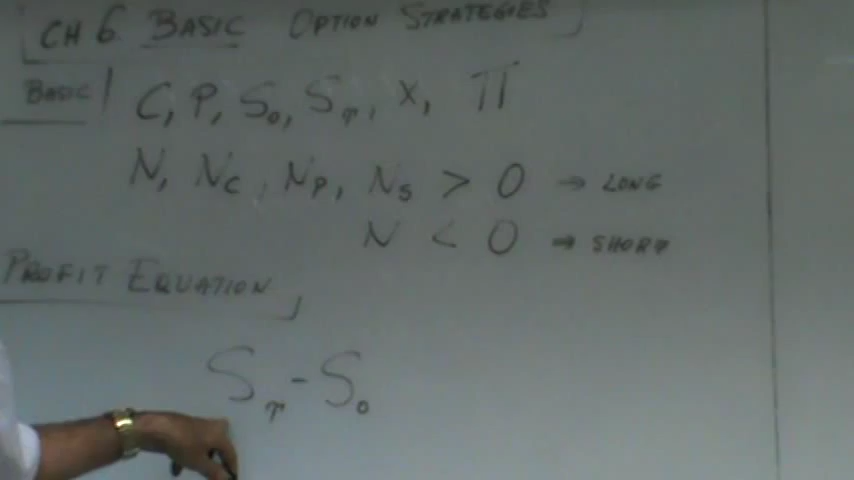 CH 6 BASIC OPTION STRATEGIES
BASIC C, P, S₀, S_T, X, Π
N, N_C, N_P, N_S > 0 → LONG
N < 0 → SHORT
PROFIT EQUATION
S_T - S₀